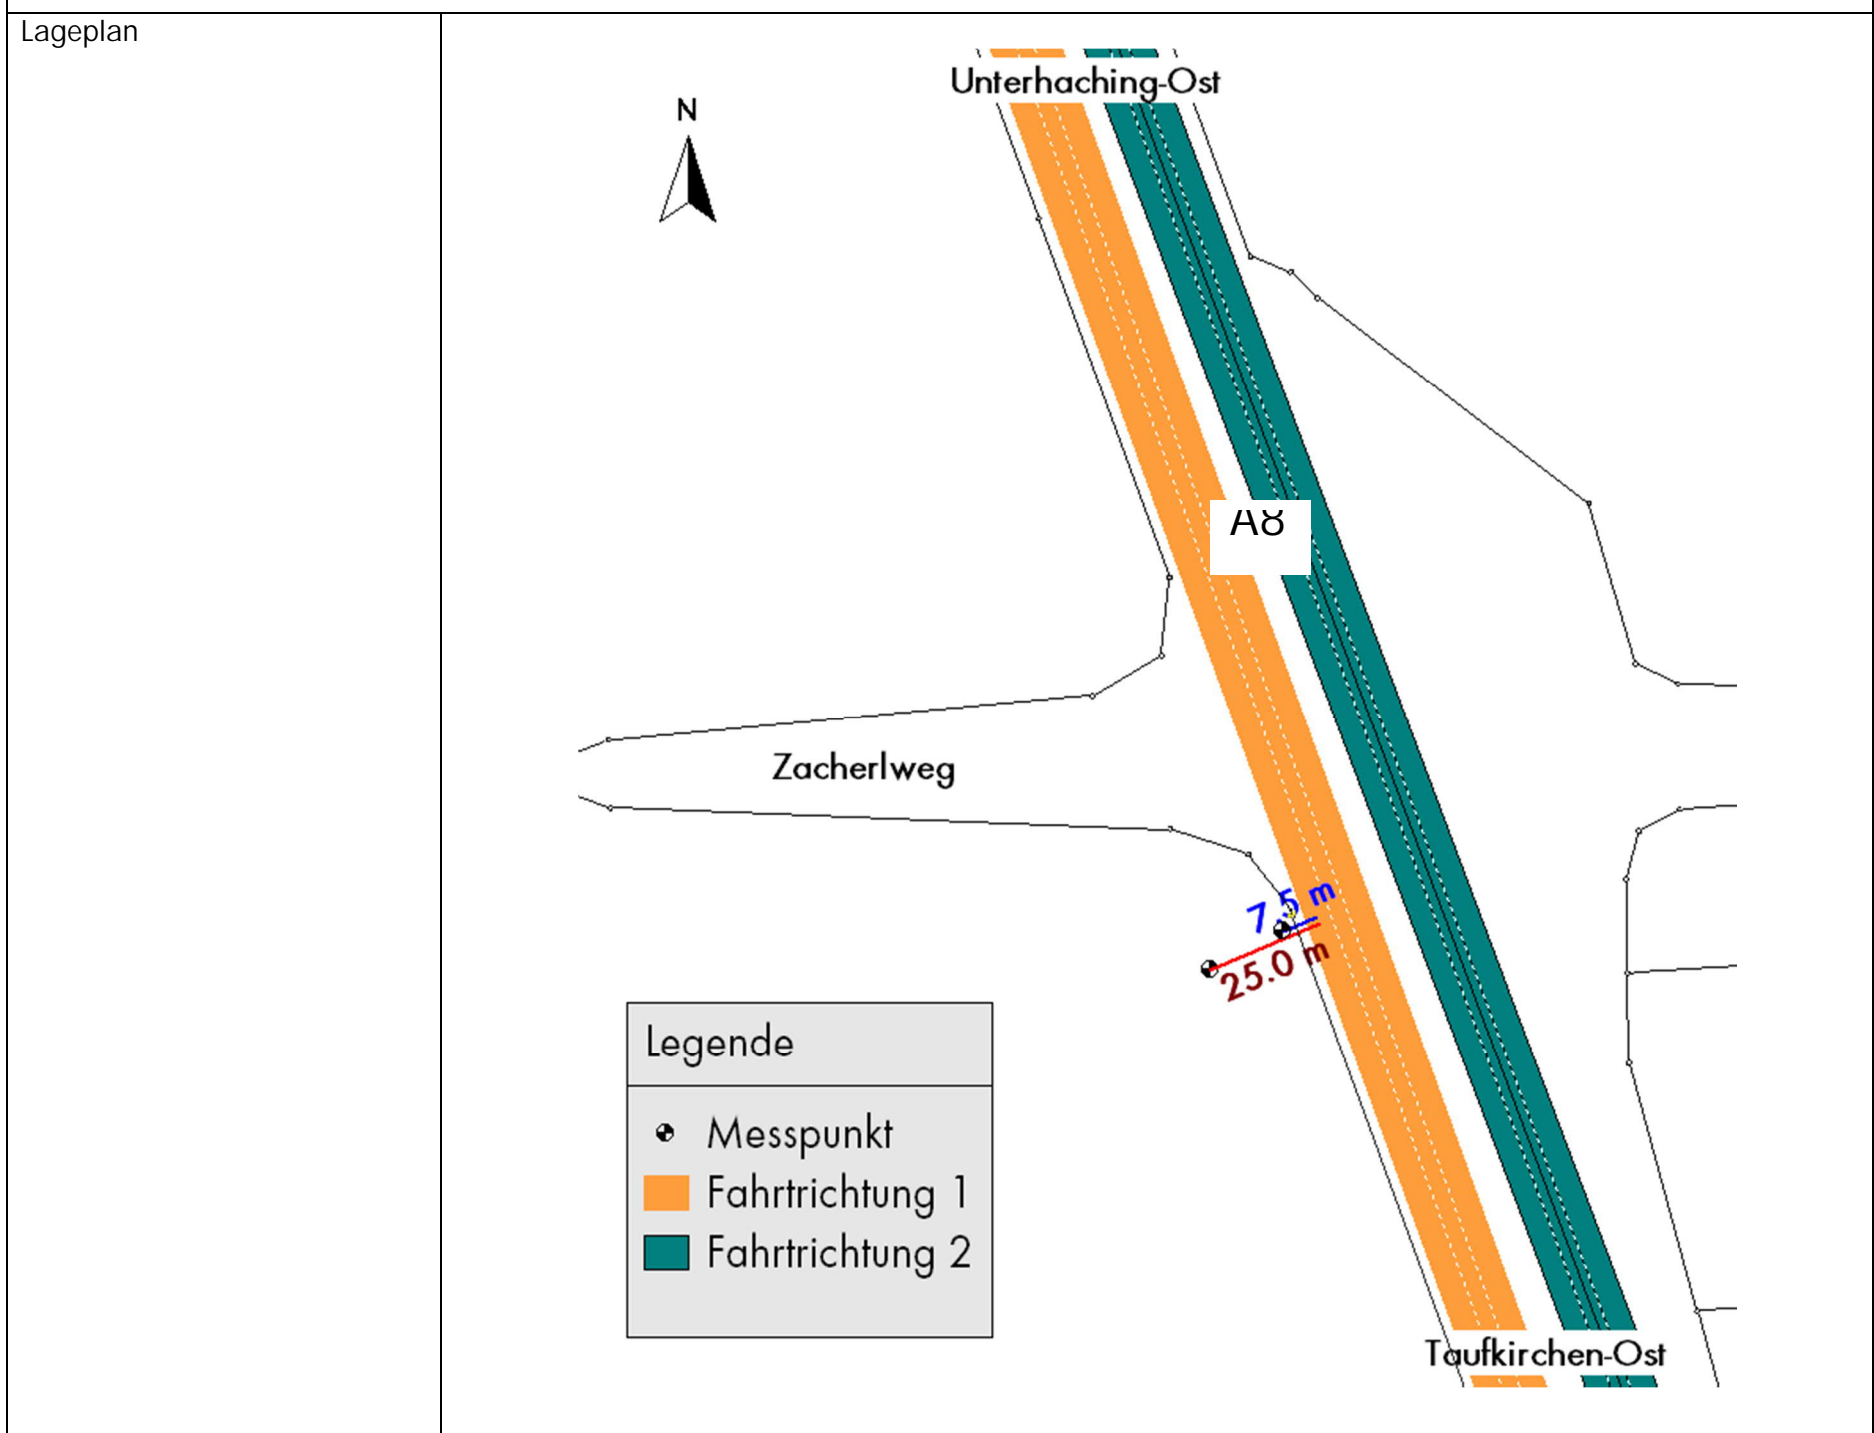 Lageplan
Unterhaching-Ost
N
A8
Zacherlweg
7.5 m
25.0 m
Legende
Messpunkt
Fahrtrichtung 1
Fahrtrichtung 2
Taufkirchen-Ost